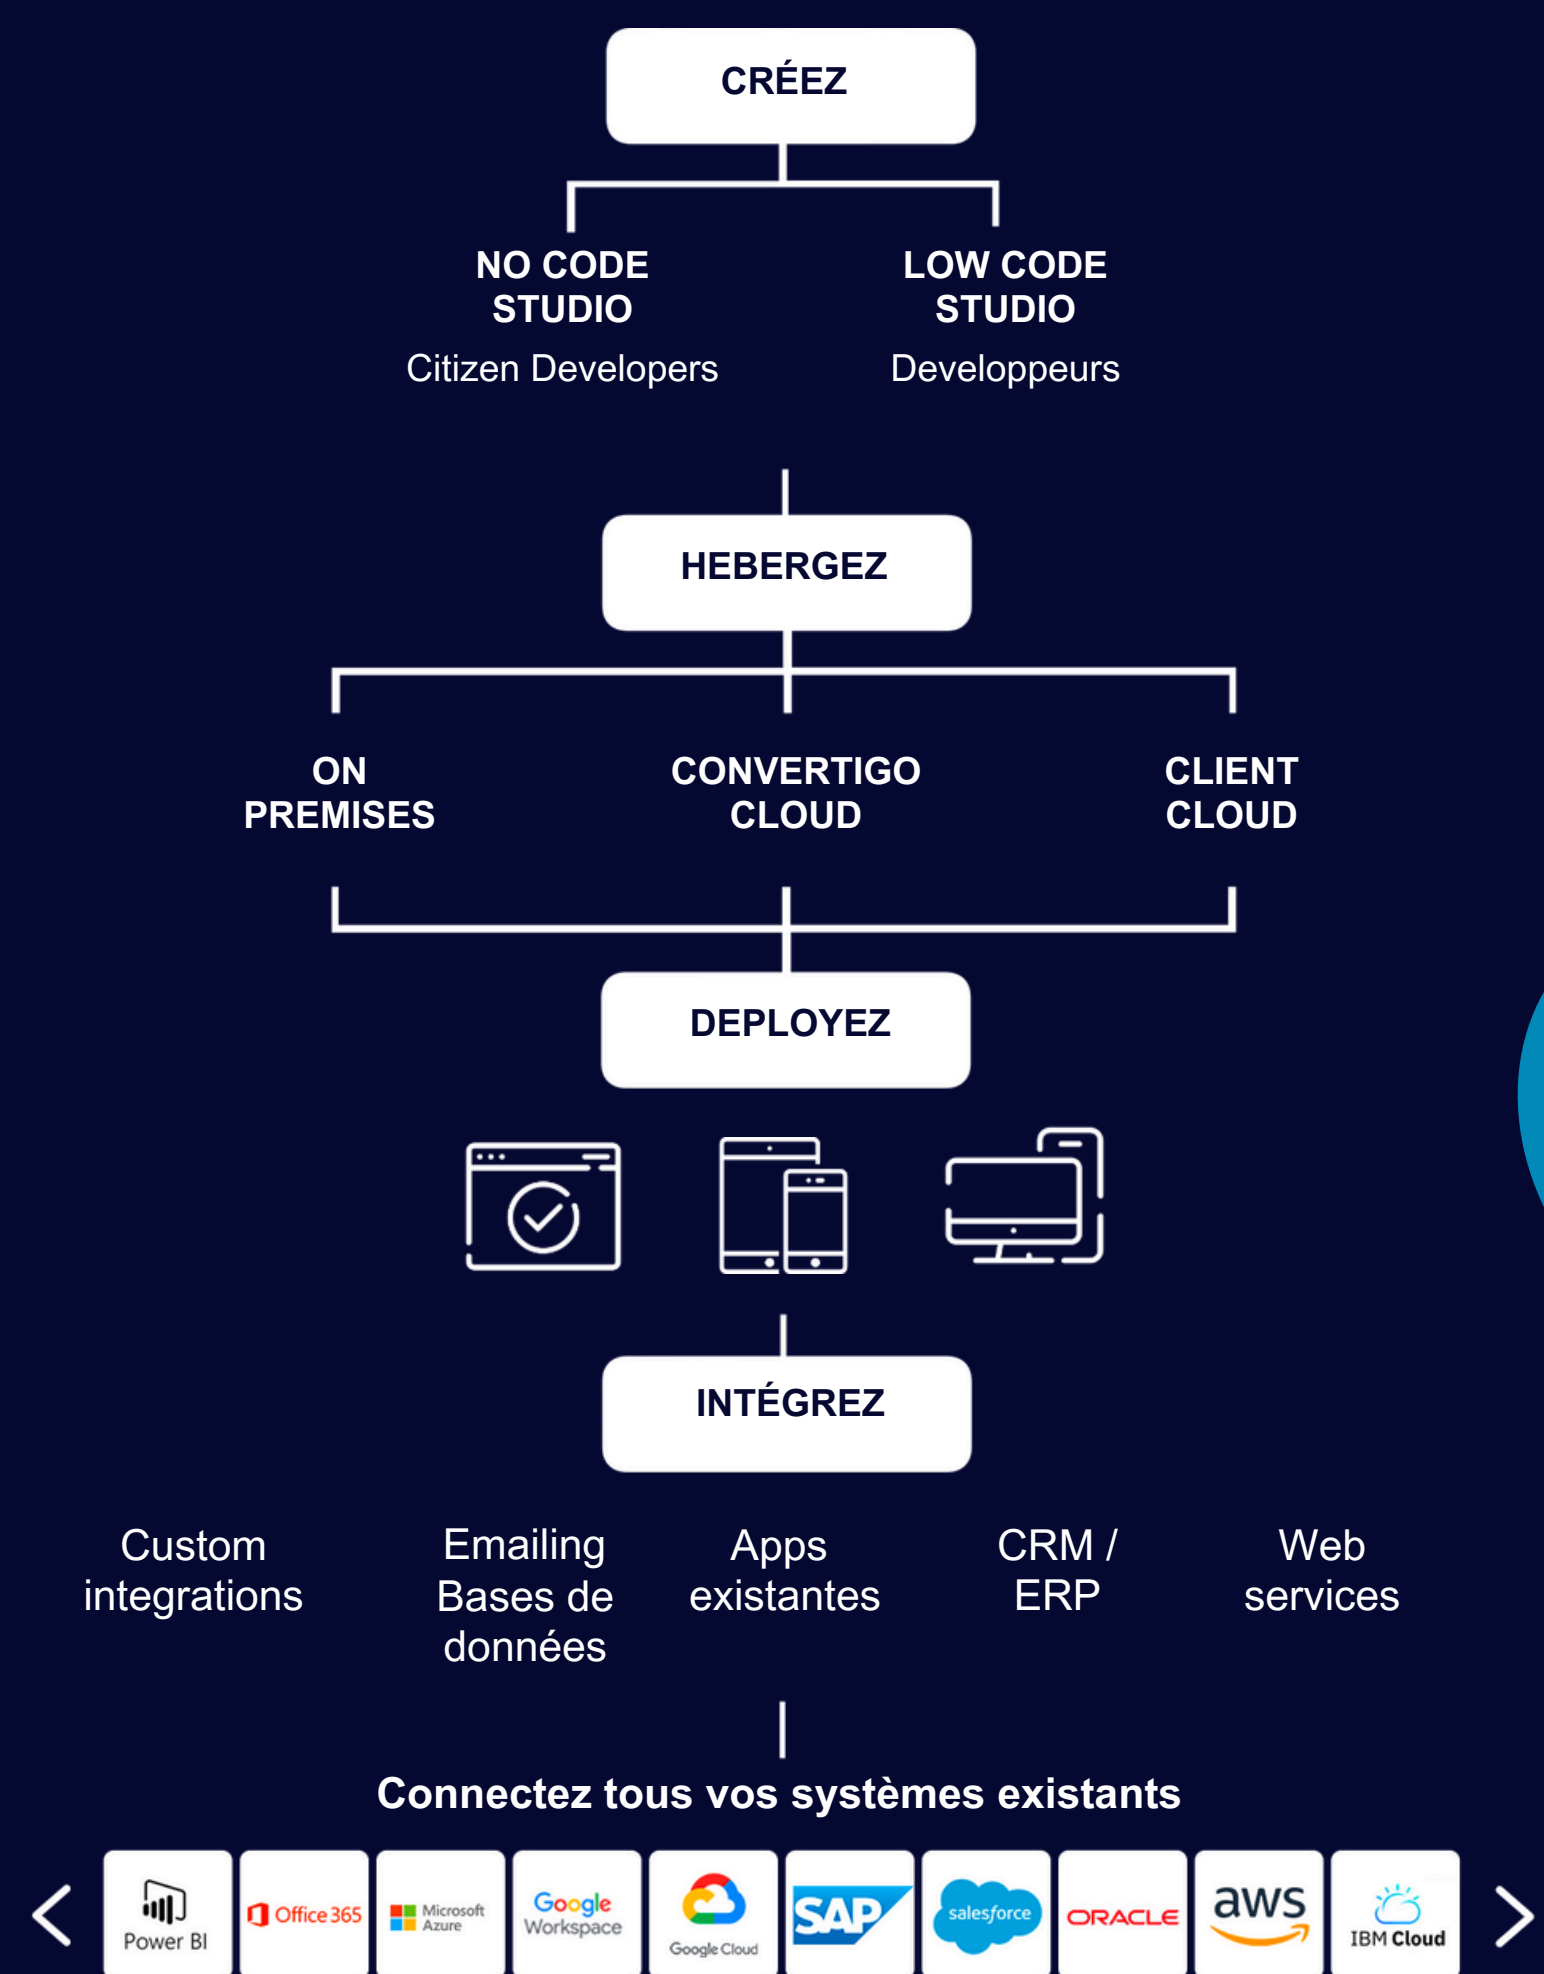 CRÉEZ
NO CODE
STUDIO
Citizen Developers
LOW CODE
STUDIO
Developpeurs
HEBERGEZ
ON
PREMISES
CONVERTIGO
CLOUD
CLIENT
CLOUD
DEPLOYEZ
INTÉGREZ
Custom
integrations
Emailing
Bases de
données
Apps
existantes
CRM /
ERP
Web
services
Connectez tous vos systèmes existants
Power BI
Office 365
Microsoft
Azure
Google
Workspace
Google Cloud
SAP
salesforce
ORACLE
aws
IBM Cloud